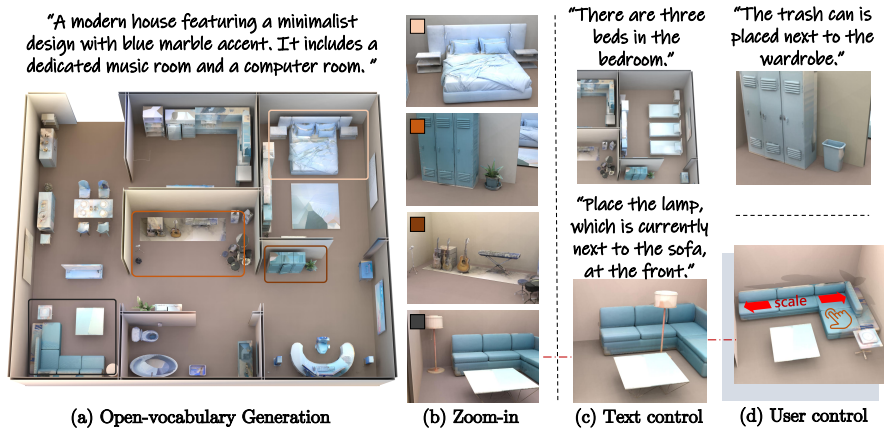 “A modern house featuring a minimalist
design with blue marble accent. It includes a
dedicated music room and a computer room. ”
“There are three
beds in the
bedroom.”
“The trash can is
placed next to the
wardrobe.”
“Place the lamp,
which is currently
next to the sofa,
at the front.”
scale
(a) Open-vocabulary Generation
(b) Zoom-in
(c) Text control
(d) User control